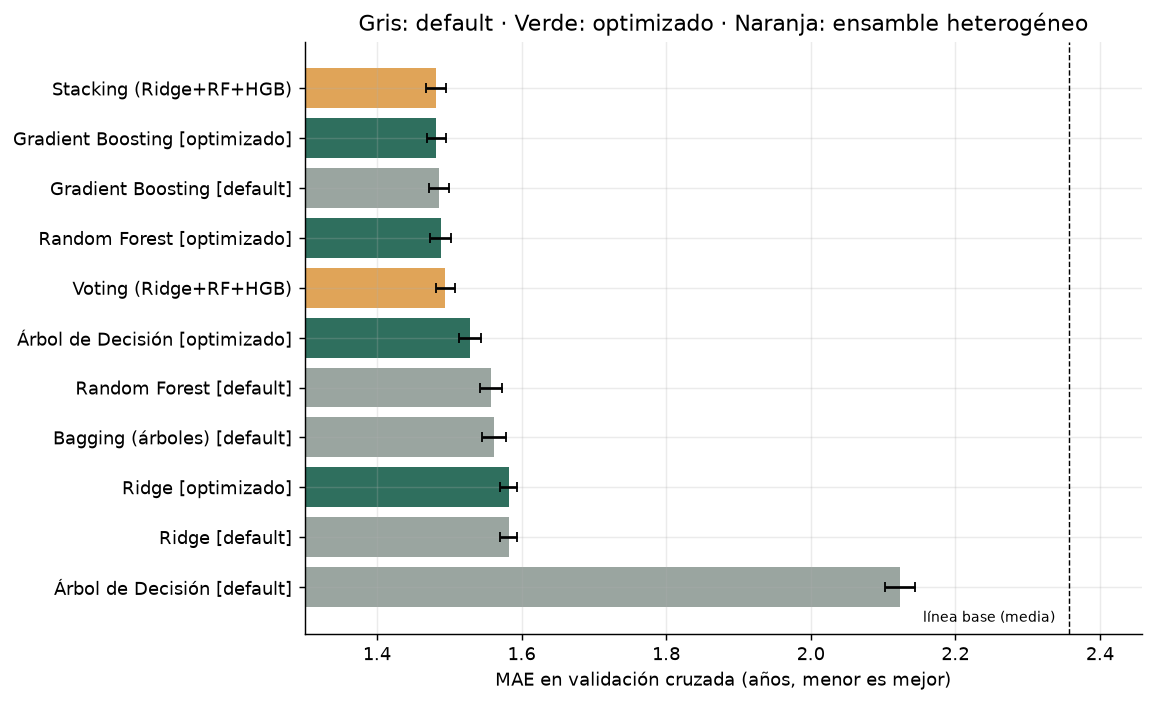 Gris: default · Verde: optimizado · Naranja: ensamble heterogéneo
Stacking (Ridge+RF+HGB)
Gradient Boosting [optimizado]
Gradient Boosting [default]
Random Forest [optimizado]
Voting (Ridge+RF+HGB)
Árbol de Decisión [optimizado]
Random Forest [default]
Bagging (árboles) [default]
Ridge [optimizado]
Ridge [default]
Árbol de Decisión [default]
línea base (media)
1.4 1.6 1.8 2.0 2.2 2.4
MAE en validación cruzada (años, menor es mejor)